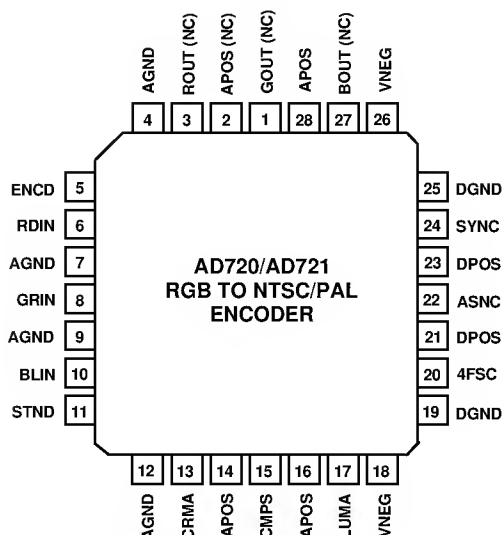 AGND
ROUT (NC)
APOS (NC)
GOUT (NC)
APOS
BOUT (NC)
VNEG
4 3 2 1 28 27 26
ENCD 5
RDIN 6
AGND 7
GRIN 8
AGND 9
BLIN 10
STND 11
AD720/AD721
RGB TO NTSC/PAL
ENCODER
25 DGND
24 SYNC
23 DPOS
22 ASNC
21 DPOS
20 4FSC
19 DGND
12 13 14 15 16 17 18
AGND
CRMA
APOS
CMPS
APOS
LUMA
VNEG